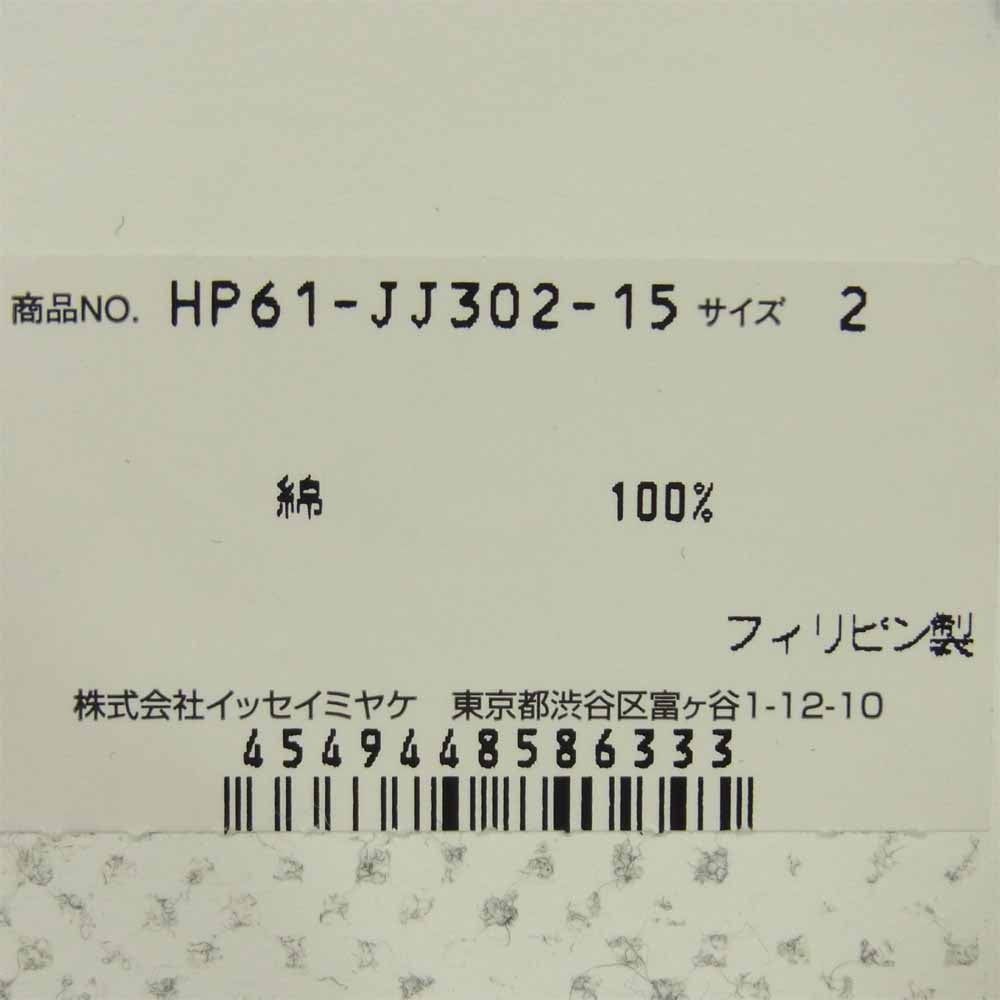 商品NO. HP61-JJ302-15 サイズ 2
綿 100%
フィリピン製
株式会社イッセイミヤケ 東京都渋谷区富ヶ谷1-12-10
4549448586333